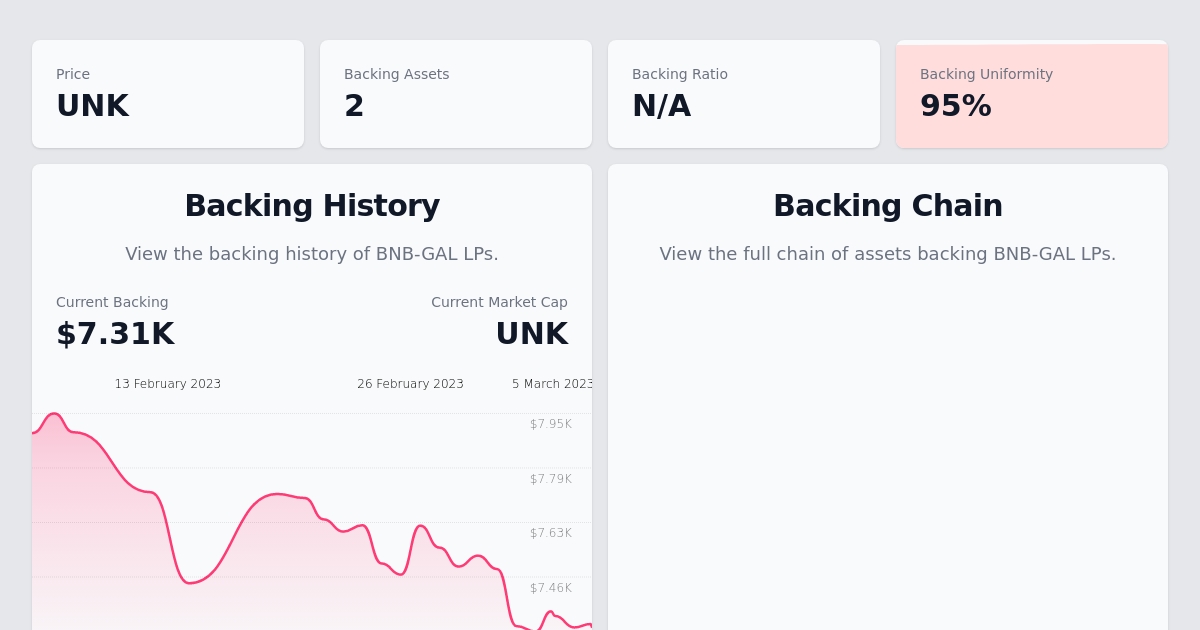 Price
UNK
Backing Assets
2
Backing Ratio
N/A
Backing Uniformity
95%
Backing History
View the backing history of BNB-GAL LPs.
Current Backing
$7.31K
Current Market Cap
UNK
13 February 2023
26 February 2023
5 March 2023
$7.95K
$7.79K
$7.63K
$7.46K
Backing Chain
View the full chain of assets backing BNB-GAL LPs.